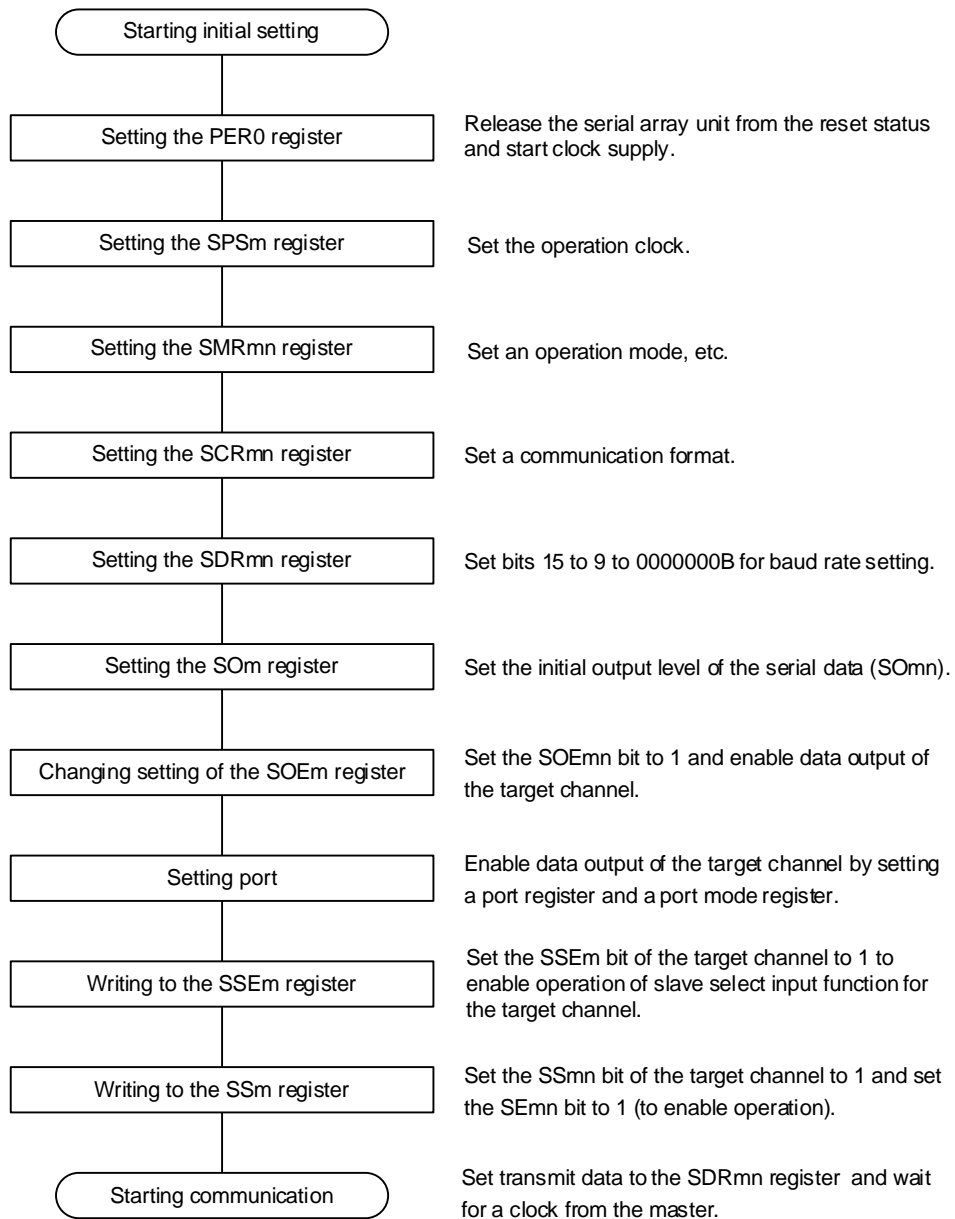 Starting initial setting
Setting the PER0 register
Release the serial array unit from the reset status
and start clock supply.
Setting the SPSm register
Set the operation clock.
Setting the SMRmn register
Set an operation mode, etc.
Setting the SCRmn register
Set a communication format.
Setting the SDRmn register
Set bits 15 to 9 to 0000000B for baud rate setting.
Setting the SOm register
Set the initial output level of the serial data (SOmn).
Changing setting of the SOEm register
Set the SOEmn bit to 1 and enable data output of
the target channel.
Setting port
Enable data output of the target channel by setting
a port register and a port mode register.
Writing to the SSEm register
Set the SSEm bit of the target channel to 1 to
enable operation of slave select input function for
the target channel.
Writing to the SSm register
Set the SSmn bit of the target channel to 1 and set
the SEmn bit to 1 (to enable operation).
Starting communication
Set transmit data to the SDRmn register and wait
for a clock from the master.